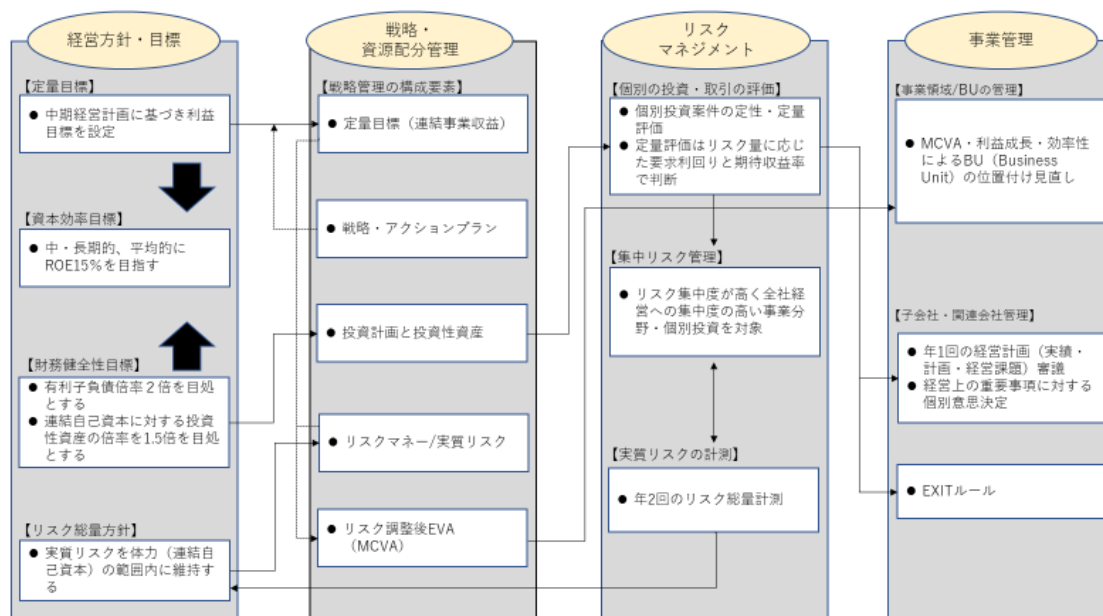 経営方針・目標
【定量目標】
● 中期経営計画に基づき利益
目標を設定
【資本効率目標】
● 中・長期的、平均的に
ROE15%を目指す
【財務健全性目標】
● 有利子負債倍率２倍を目処
とする
● 連結自己資本に対する投資
性資産の倍率を1.5倍を目処
とする
【リスク総量方針】
● 実質リスクを体力（連結自
己資本）の範囲内に維持す
る
戦略・
資源配分管理
【戦略管理の構成要素】
● 定量目標（連結事業収益）
● 戦略・アクションプラン
● 投資計画と投資性資産
● リスクマネー/実質リスク
● リスク調整後EVA
（MCVA）
リスク
マネジメント
【個別の投資・取引の評価】
● 個別投資案件の定性・定量
評価
● 定量評価はリスク量に応じ
た要求利回りと期待収益率
で判断
【集中リスク管理】
● リスク集中度が高く全社経
営への集中度の高い事業分
野・個別投資を対象
【実質リスクの計測】
● 年2回のリスク総量計測
事業管理
【事業領域/BUの管理】
● MCVA・利益成長・効率性
によるBU（Business
Unit）の位置付け見直し
【子会社・関連会社管理】
● 年1回の経営計画（実績・
計画・経営課題）審議
● 経営上の重要事項に対する
個別意思決定
● EXITルール